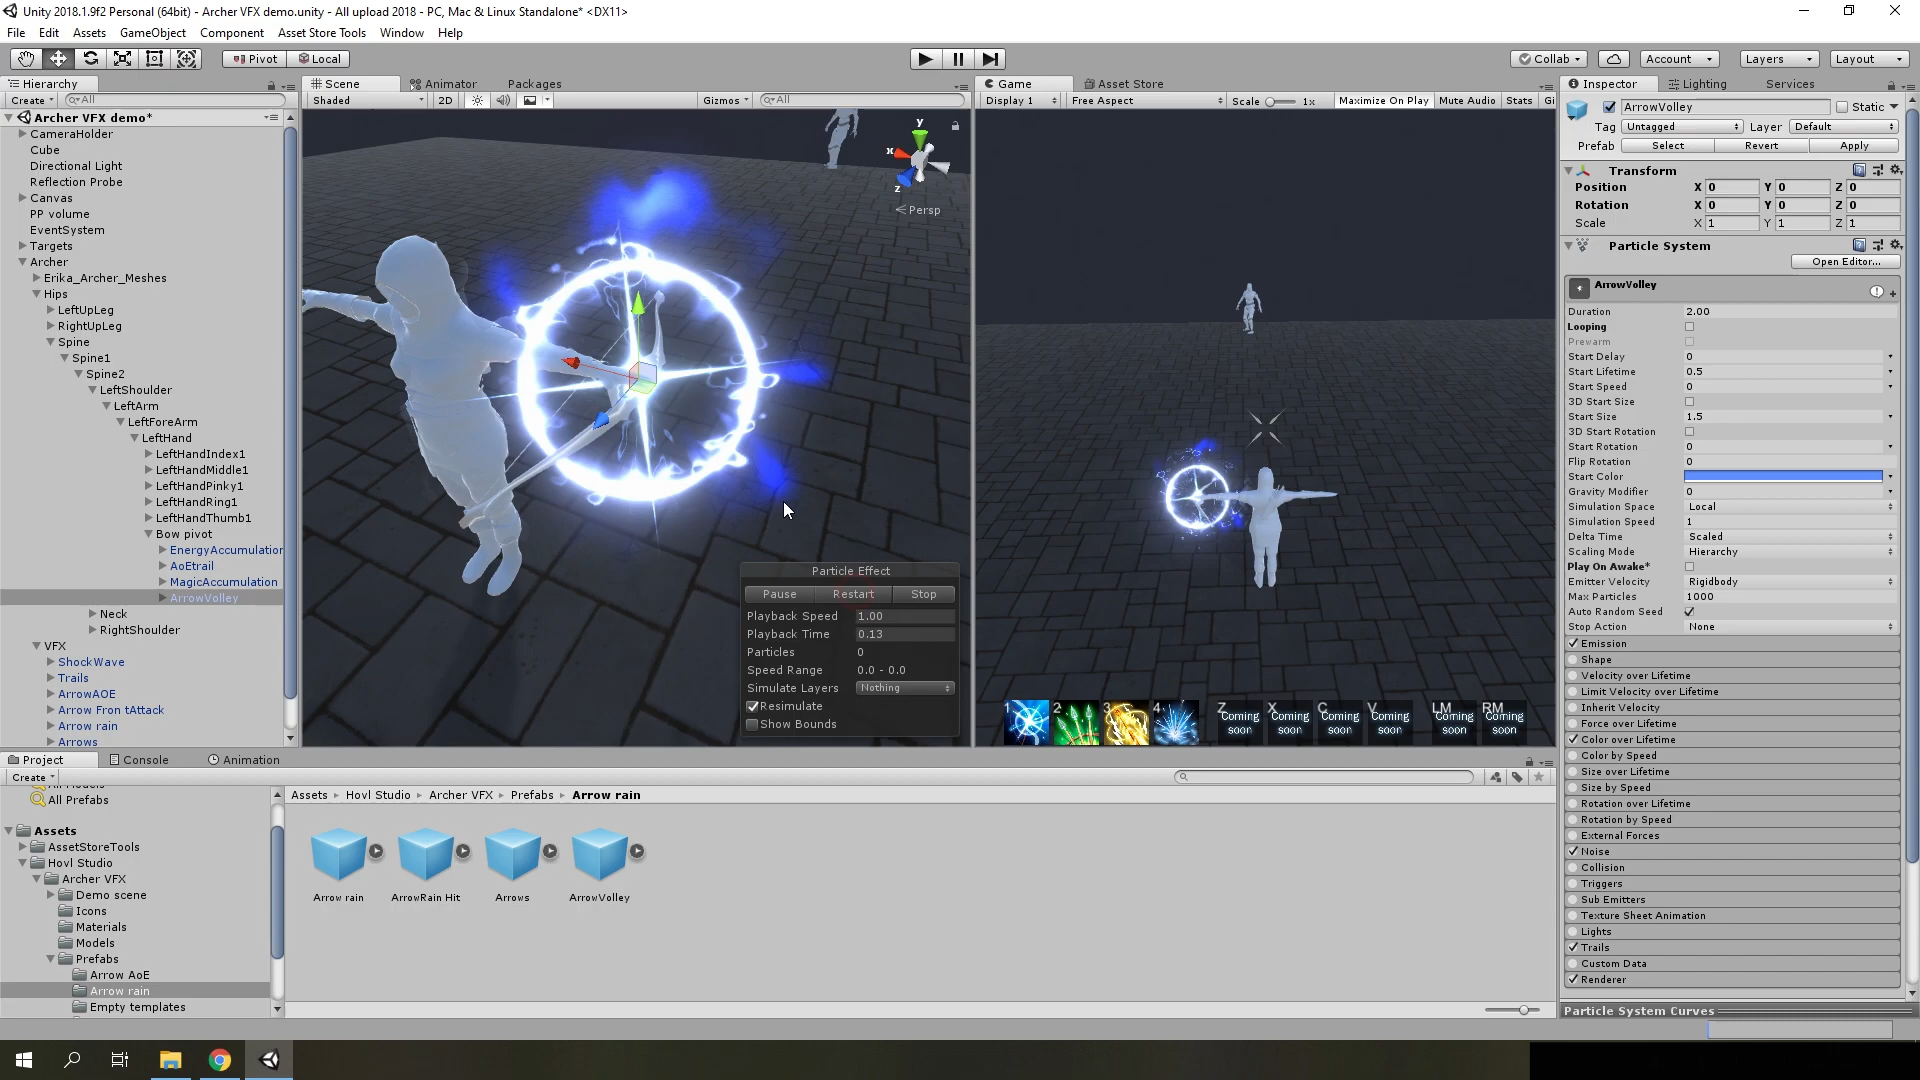 Unity 2018.1.9f2 Personal (64bit) - Archer VFX demo.unity - All upload 2018 - PC, Mac & Linux Standalone* <DX11>
File Edit Assets GameObject Component Asset Store Tools Window Help
Pivot Local Collab Account Layers Layout
Hierarchy
Create All
Archer VFX demo*
CameraHolder
Cube
Directional Light
Reflection Probe
Canvas
PP volume
EventSystem
Targets
Archer
Erika_Archer_Meshes
Hips
LeftUpLeg
RightUpLeg
Spine
Spine1
Spine2
LeftShoulder
LeftArm
LeftForeArm
LeftHand
LeftHandIndex1
LeftHandMiddle1
LeftHandPinky1
LeftHandRing1
LeftHandThumb1
Bow pivot
EnergyAccumulation
AoEtrail
MagicAccumulation
ArrowVolley
Neck
RightShoulder
VFX
ShockWave
Trails
ArrowAOE
Arrow Fron tAttack
Arrow rain
Arrows
Scene Animator Packages
Shaded 2D Gizmos All
y
x
z
Persp
Particle Effect
Pause Restart Stop
Playback Speed 1.00
Playback Time 0.13
Particles 0
Speed Range 0.0 - 0.0
Simulate Layers Nothing
Resimulate
Show Bounds
Game Asset Store
Display 1 Free Aspect Scale 1x Maximize On Play Mute Audio Stats Gi
1 2 3 4 Z X C V LM RM
Coming soon Coming soon Coming soon Coming soon Coming soon Coming soon
Inspector Lighting Services
ArrowVolley Static
Tag Untagged Layer Default
Prefab Select Revert Apply
Transform
Position X 0 Y 0 Z 0
Rotation X 0 Y 0 Z 0
Scale X 1 Y 1 Z 1
Particle System
Open Editor...
ArrowVolley
Duration 2.00
Looping
Prewarm
Start Delay 0
Start Lifetime 0.5
Start Speed 0
3D Start Size
Start Size 1.5
3D Start Rotation
Start Rotation 0
Flip Rotation 0
Start Color
Gravity Modifier 0
Simulation Space Local
Simulation Speed 1
Delta Time Scaled
Scaling Mode Hierarchy
Play On Awake*
Emitter Velocity Rigidbody
Max Particles 1000
Auto Random Seed
Stop Action None
Emission
Shape
Velocity over Lifetime
Limit Velocity over Lifetime
Inherit Velocity
Force over Lifetime
Color over Lifetime
Color by Speed
Size over Lifetime
Size by Speed
Rotation over Lifetime
Rotation by Speed
External Forces
Noise
Collision
Triggers
Sub Emitters
Texture Sheet Animation
Lights
Trails
Custom Data
Renderer
Particle System Curves
Project Console Animation
Create
All Prefabs
Assets
AssetStoreTools
Hovl Studio
Archer VFX
Demo scene
Icons
Materials
Models
Prefabs
Arrow AoE
Arrow rain
Empty templates
Assets Hovl Studio Archer VFX Prefabs Arrow rain
Arrow rain ArrowRain Hit Arrows ArrowVolley